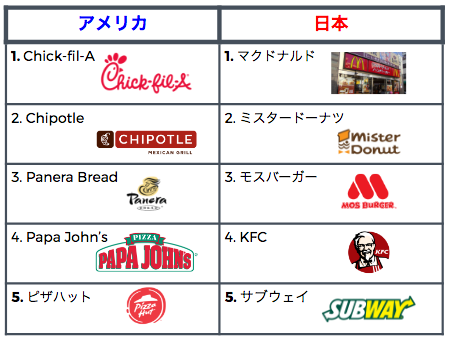 アメリカ
日本
1. Chick-fil-A
Chick-fil-A
1. マクドナルド
2. Chipotle
CHIPOTLE
MEXICAN GRILL
2. ミスタードーナツ
Mister
Donut
3. Panera Bread
Panera
3. モスバーガー
MOS BURGER
4. Papa John's
PIZZA
PAPA JOHNS
4. KFC
KFC
5. ピザハット
Pizza
Hut
5. サブウェイ
SUBWAY